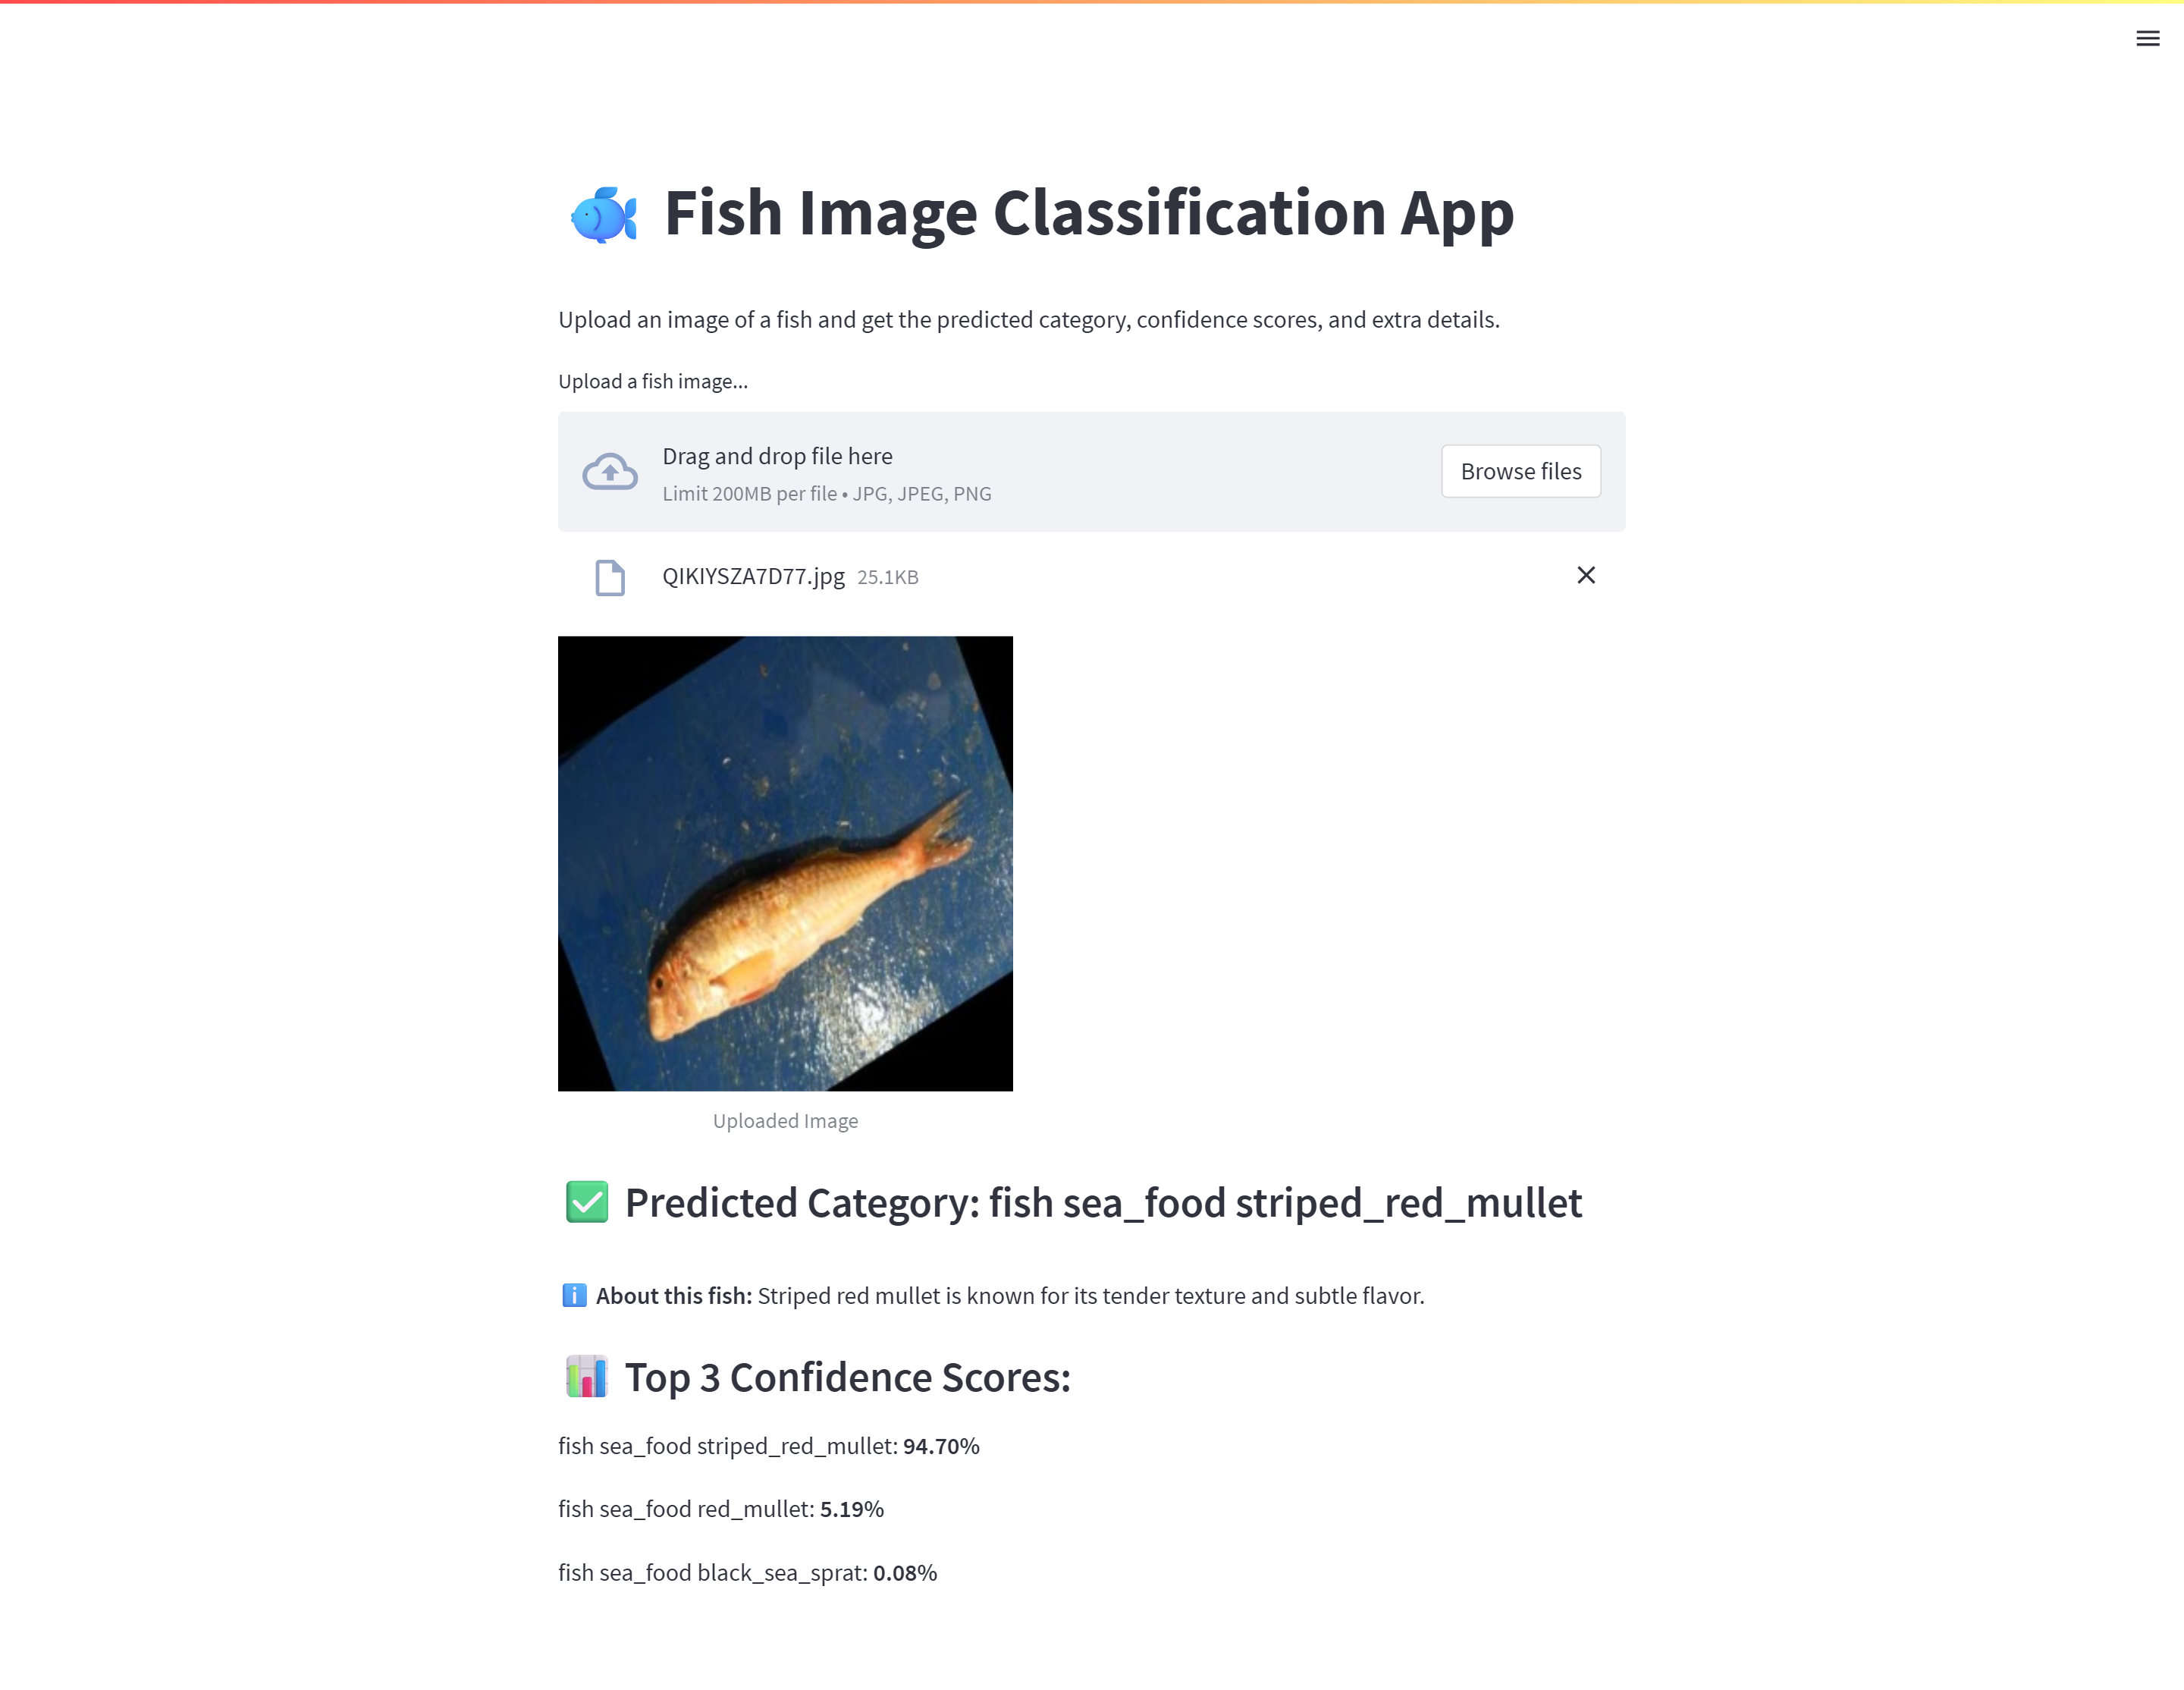 Fish Image Classification App
Upload an image of a fish and get the predicted category, confidence scores, and extra details.
Upload a fish image...
Drag and drop file here
Limit 200MB per file • JPG, JPEG, PNG
Browse files
QIKIYSZA7D77.jpg 25.1KB
Uploaded Image
Predicted Category: fish sea_food striped_red_mullet
About this fish: Striped red mullet is known for its tender texture and subtle flavor.
Top 3 Confidence Scores:
fish sea_food striped_red_mullet: 94.70%
fish sea_food red_mullet: 5.19%
fish sea_food black_sea_sprat: 0.08%